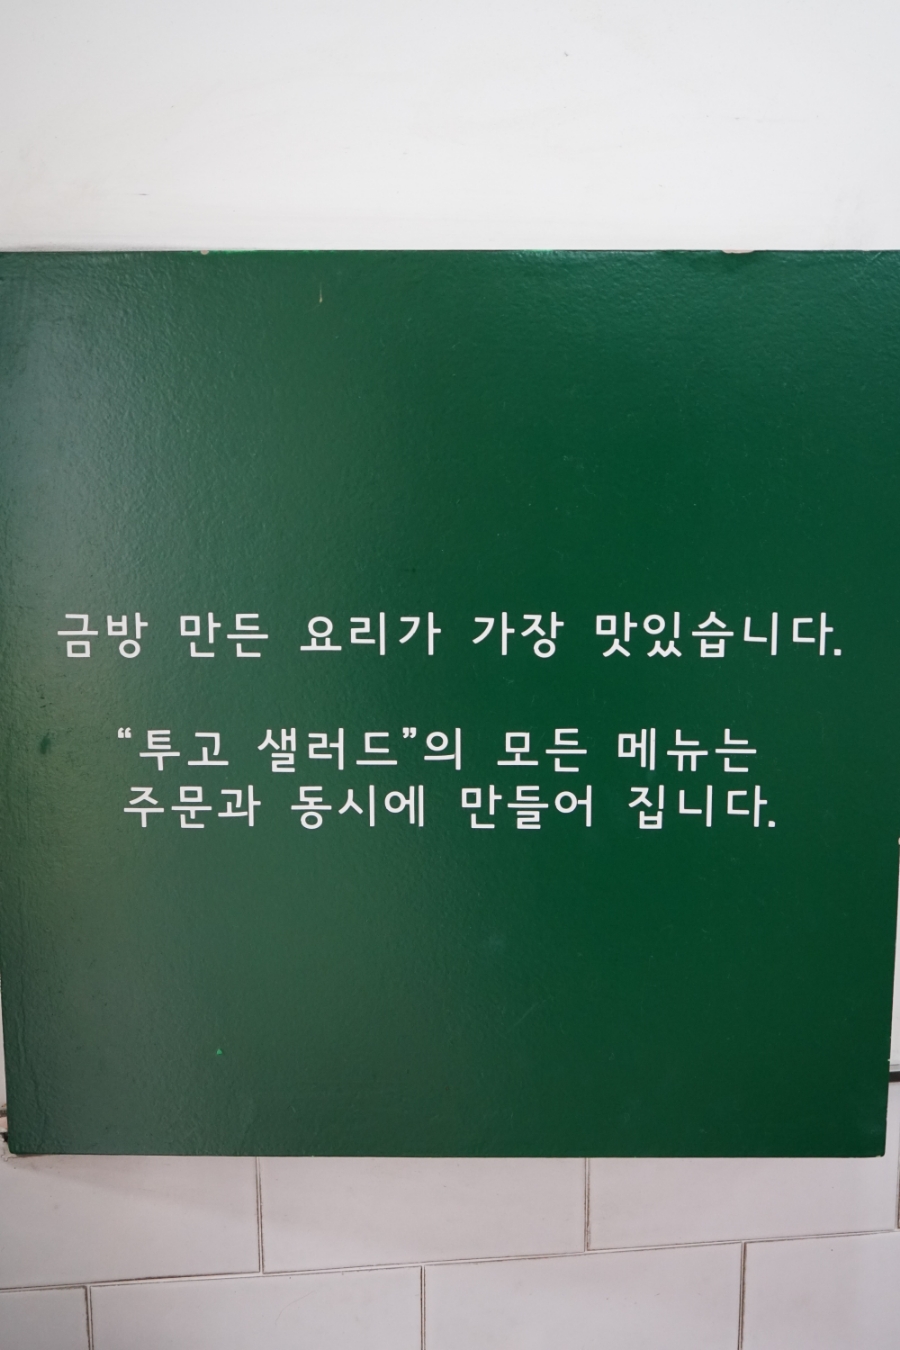 금방 만든 요리가 가장 맛있습니다.
“투고 샐러드”의 모든 메뉴는
주문과 동시에 만들어 집니다.